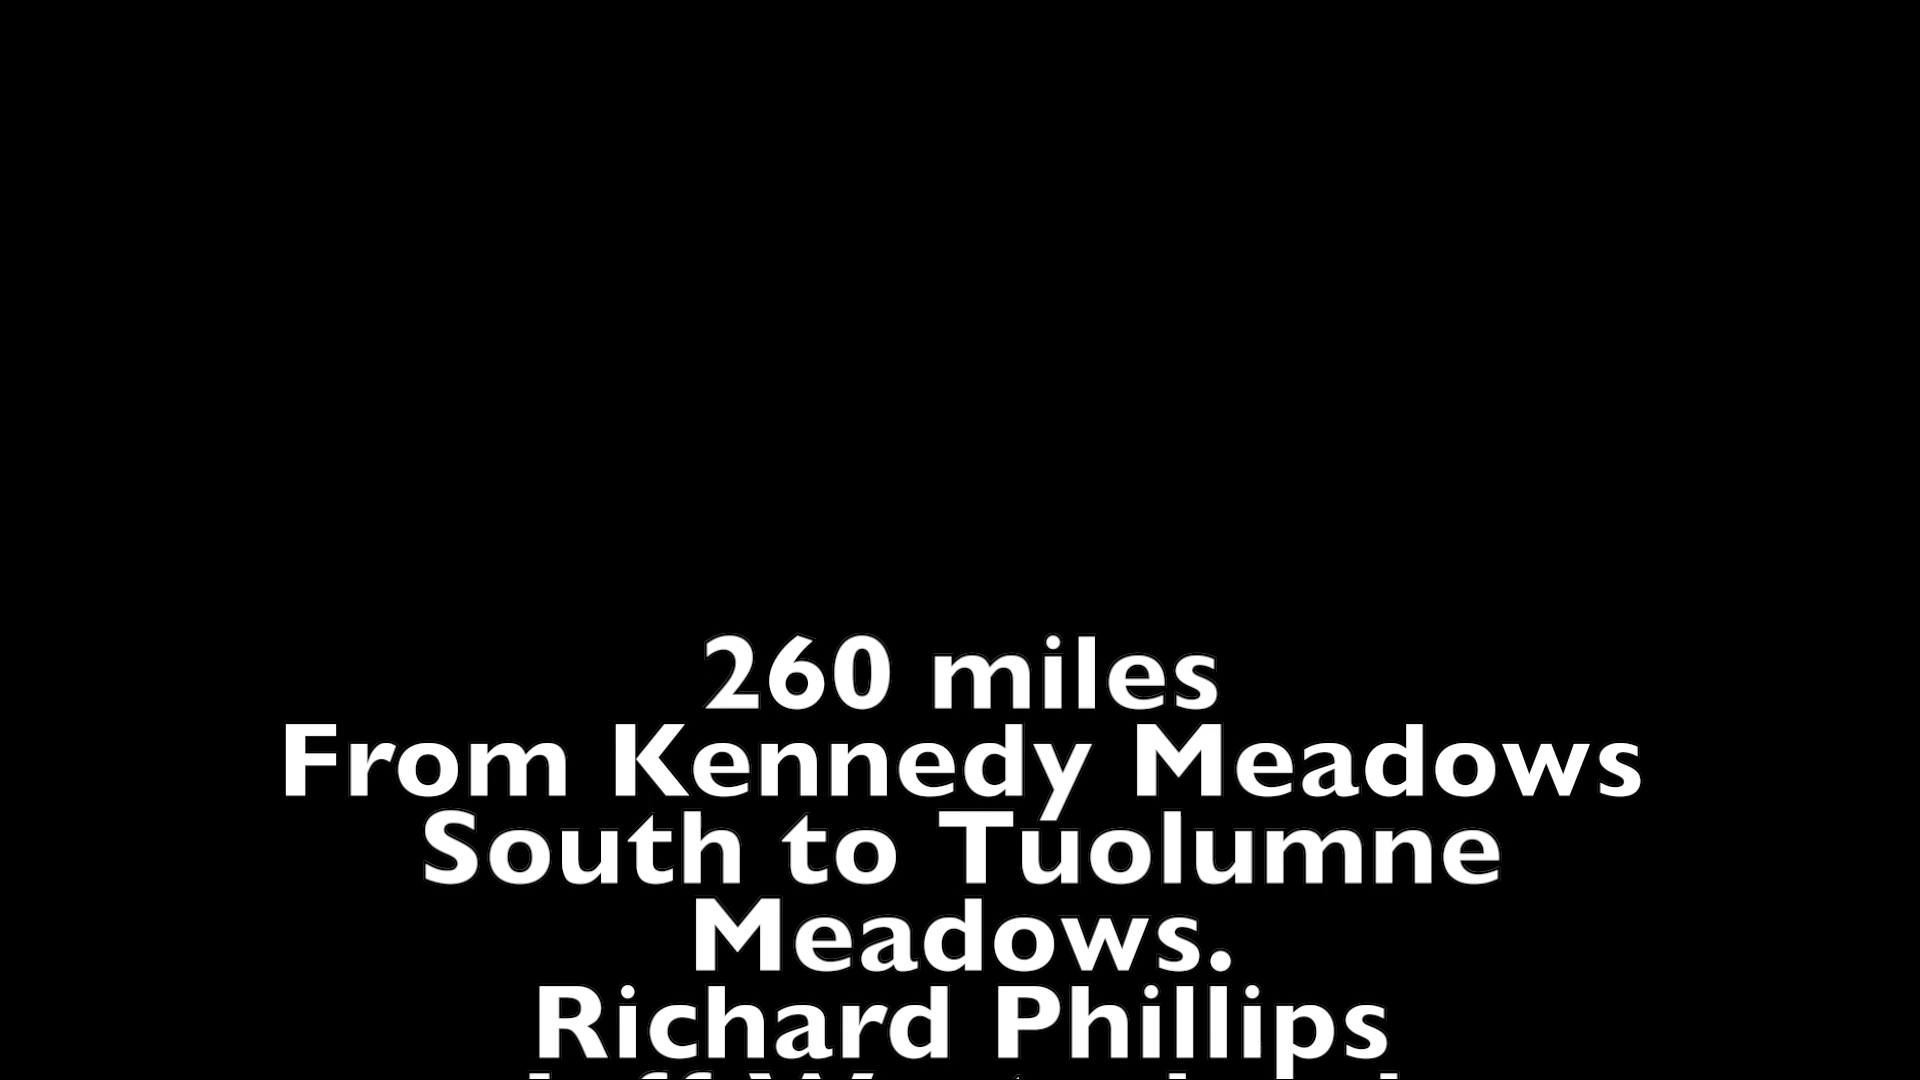 260 miles
From Kennedy Meadows
South to Tuolumne
Meadows.
Richard Phillips